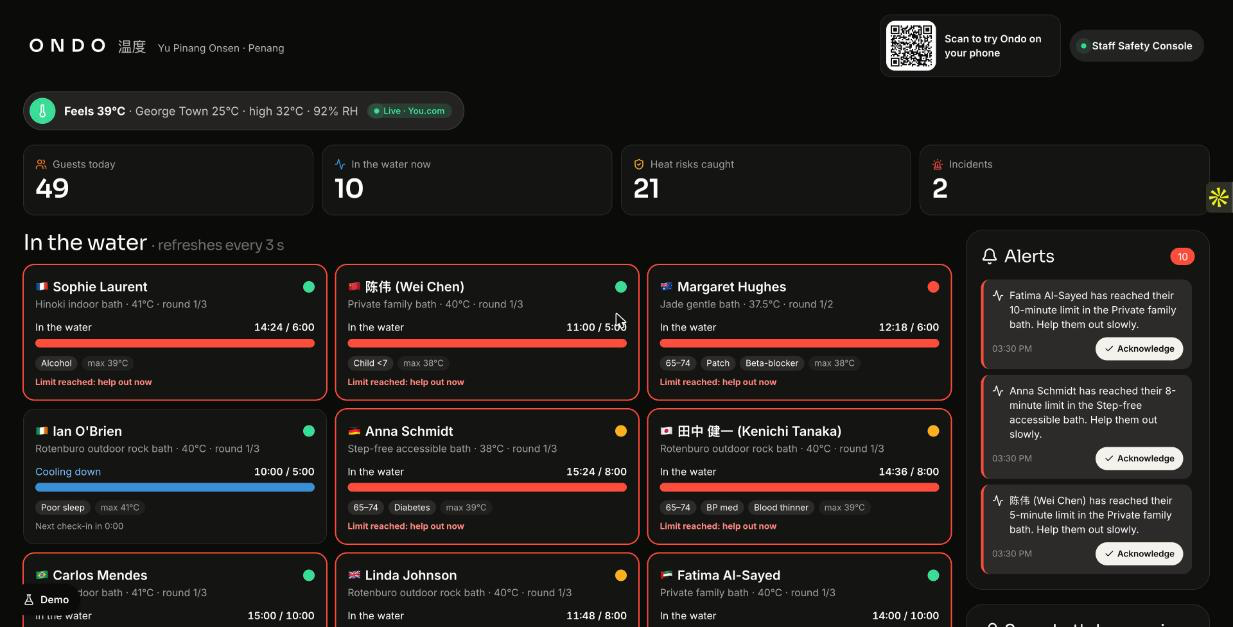 ONDO 温度 Yu Pinang Onsen · Penang
Scan to try Ondo on
your phone
Staff Safety Console
Feels 39°C · George Town 25°C · high 32°C · 92% RH
Live · You.com
Guests today
49
In the water now
10
Heat risks caught
21
Incidents
2
In the water · refreshes every 3 s
Sophie Laurent
Hinoki indoor bath · 41°C · round 1/3
In the water 14:24 / 6:00
Alcohol max 39°C
Limit reached: help out now
陈伟 (Wei Chen)
Private family bath · 40°C · round 1/3
In the water 11:00 / 5:00
Child <7 max 38°C
Limit reached: help out now
Margaret Hughes
Jade gentle bath · 37.5°C · round 1/2
In the water 12:18 / 6:00
65–74 Patch Beta-blocker max 38°C
Limit reached: help out now
Ian O'Brien
Rotenburo outdoor rock bath · 40°C · round 1/3
Cooling down 10:00 / 5:00
Poor sleep max 41°C
Next check-in in 0:00
Anna Schmidt
Step-free accessible bath · 38°C · round 1/3
In the water 15:24 / 8:00
65–74 Diabetes max 39°C
Limit reached: help out now
田中 健一 (Kenichi Tanaka)
Rotenburo outdoor rock bath · 40°C · round 1/3
In the water 14:36 / 8:00
65–74 BP med Blood thinner max 39°C
Limit reached: help out now
Carlos Mendes
door bath · 41°C · round 1/3
In the water 15:00 / 10:00
Linda Johnson
Rotenburo outdoor rock bath · 40°C · round 1/3
In the water 11:48 / 8:00
Fatima Al-Sayed
Private family bath · 40°C · round 1/3
In the water 14:00 / 10:00
Demo
Alerts 10
Fatima Al-Sayed has reached their
10-minute limit in the Private family
bath. Help them out slowly.
03:30 PM Acknowledge
Anna Schmidt has reached their 8-
minute limit in the Step-free
accessible bath. Help them out
slowly.
03:30 PM Acknowledge
陈伟 (Wei Chen) has reached their
5-minute limit in the Private family
bath. Help them out slowly.
03:30 PM Acknowledge